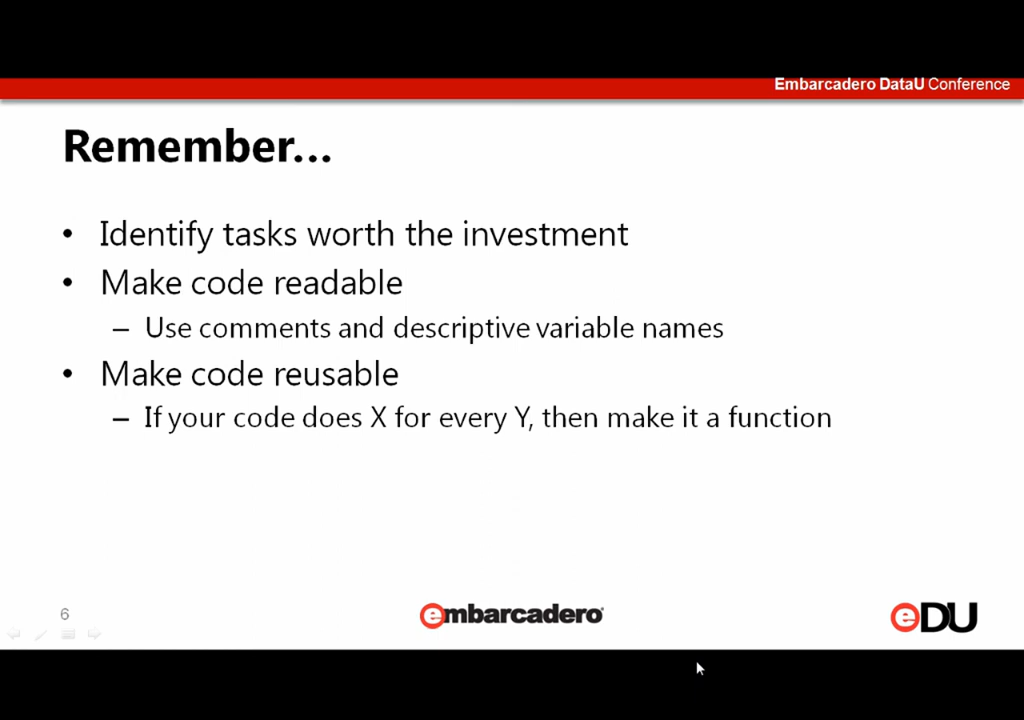 Embarcadero DataU Conference
Remember...
• Identify tasks worth the investment
• Make code readable
– Use comments and descriptive variable names
• Make code reusable
– If your code does X for every Y, then make it a function
6
embarcadero
eDU